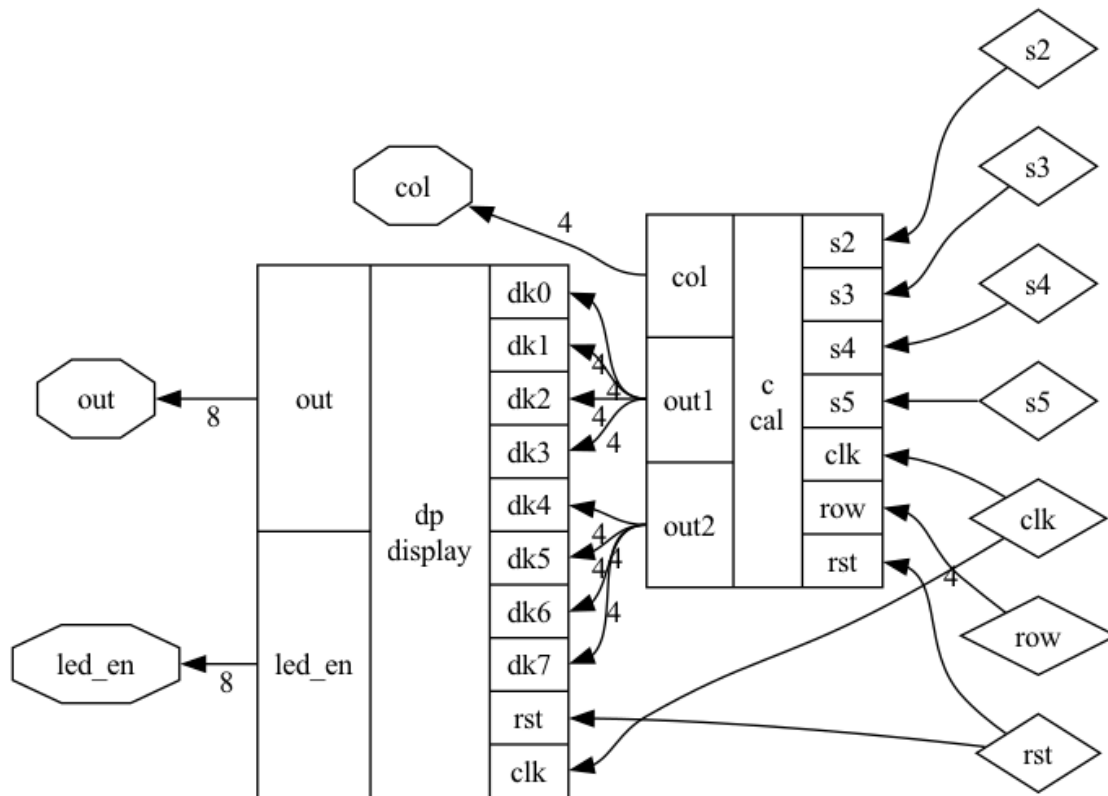 s2
s3
col
4
s2
col
s3
s4
dk0
s4
dk1
4
c
cal
out
8
out
4
dk2
out1
s5
s5
4
dk3
4
clk
dk4
row
clk
dp
display
4
out2
dk5
4
4
rst
4
dk6
4
row
led_en
8
led_en
dk7
rst
rst
clk